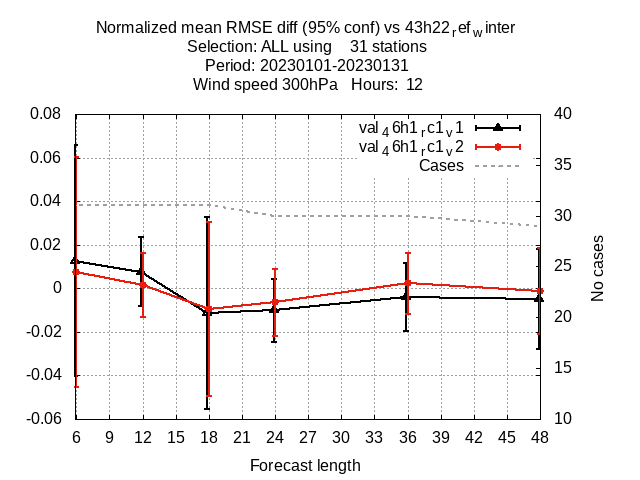 Normalized mean RMSE diff (95% conf) vs 43h22refwinter
Selection: ALL using 31 stations
Period: 20230101-20230131
Wind speed 300hPa Hours: 12
val46h1rc1v1
val46h1rc1v2
Cases
0.08
0.06
0.04
0.02
0
-0.02
-0.04
-0.06
40
35
30
25
20
15
10
No cases
6 9 12 15 18 21 24 27 30 33 36 39 42 45 48
Forecast length